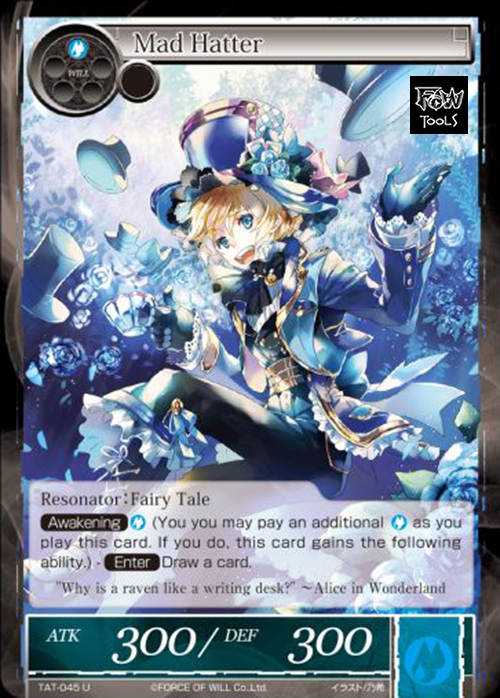 Mad Hatter
WILL
FOW
TOOLS
Resonator : Fairy Tale
Awakening (You you may pay an additional as you
play this card. If you do, this card gains the following
ability.) - Enter Draw a card.
"Why is a raven like a writing desk?" ~Alice in Wonderland
ATK 300 / DEF 300
TAT-045 U ©FORCE OF WILL Co.,Ltd. イラスト/乃希